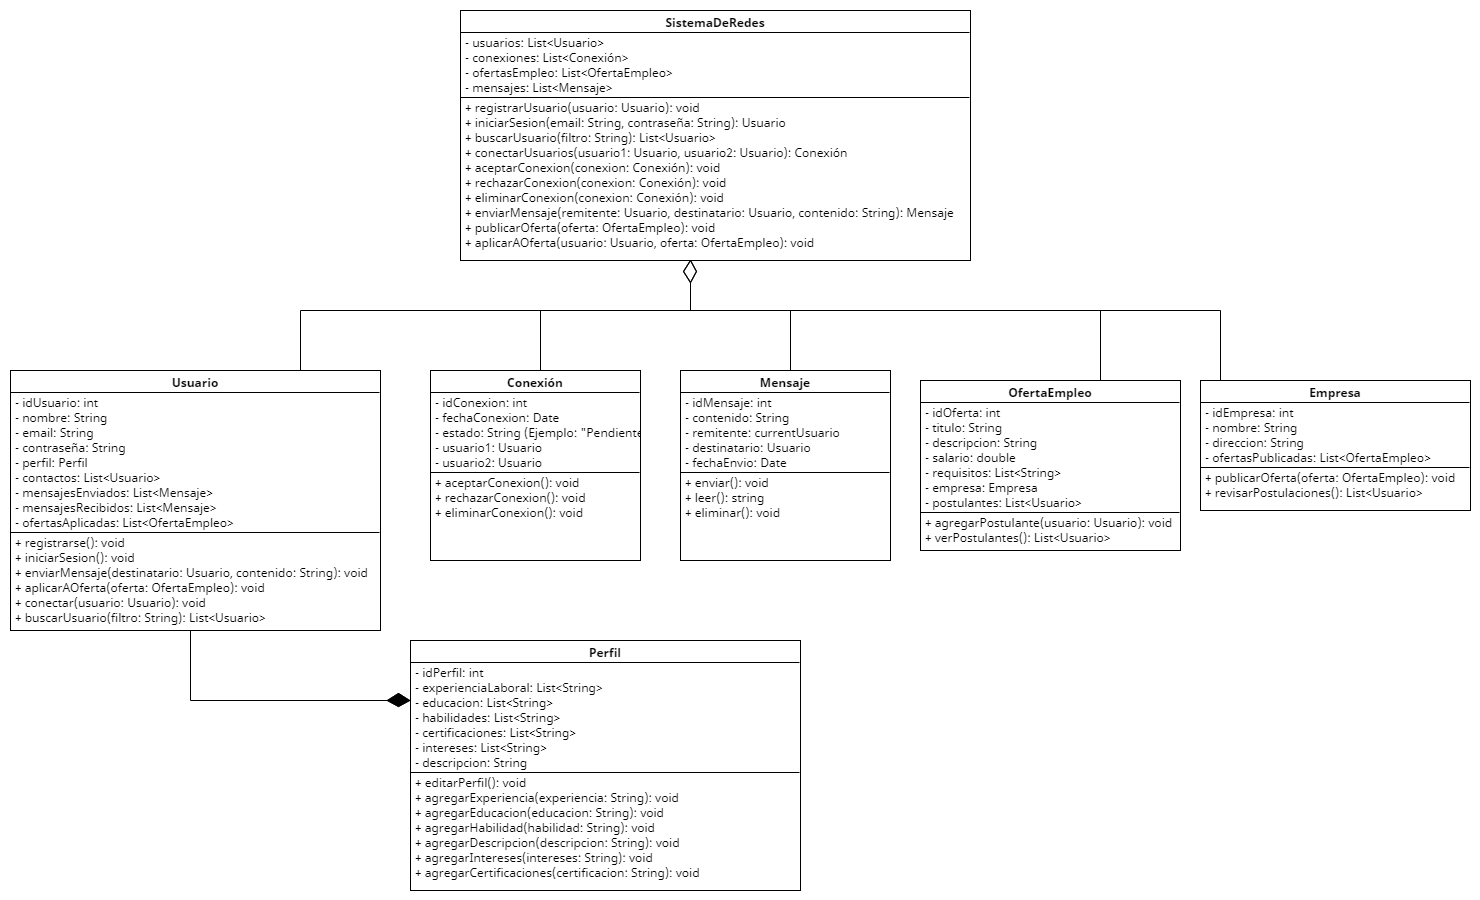 SistemaDeRedes
- usuarios: List<Usuario>
- conexiones: List<Conexión>
- ofertasEmpleo: List<OfertaEmpleo>
- mensajes: List<Mensaje>
+ registrarUsuario(usuario: Usuario): void
+ iniciarSesion(email: String, contraseña: String): Usuario
+ buscarUsuario(filtro: String): List<Usuario>
+ conectarUsuarios(usuario1: Usuario, usuario2: Usuario): Conexión
+ aceptarConexion(conexion: Conexión): void
+ rechazarConexion(conexion: Conexión): void
+ eliminarConexion(conexion: Conexión): void
+ enviarMensaje(remitente: Usuario, destinatario: Usuario, contenido: String): Mensaje
+ publicarOferta(oferta: OfertaEmpleo): void
+ aplicarAOferta(usuario: Usuario, oferta: OfertaEmpleo): void
Usuario
- idUsuario: int
- nombre: String
- email: String
- contraseña: String
- perfil: Perfil
- contactos: List<Usuario>
- mensajesEnviados: List<Mensaje>
- mensajesRecibidos: List<Mensaje>
- ofertasAplicadas: List<OfertaEmpleo>
+ registrarse(): void
+ iniciarSesion(): void
+ enviarMensaje(destinatario: Usuario, contenido: String): void
+ aplicarAOferta(oferta: OfertaEmpleo): void
+ conectar(usuario: Usuario): void
+ buscarUsuario(filtro: String): List<Usuario>
Conexión
- idConexion: int
- fechaConexion: Date
- estado: String (Ejemplo: "Pendiente
- usuario1: Usuario
- usuario2: Usuario
+ aceptarConexion(): void
+ rechazarConexion(): void
+ eliminarConexion(): void
Mensaje
- idMensaje: int
- contenido: String
- remitente: currentUsuario
- destinatario: Usuario
- fechaEnvio: Date
+ enviar(): void
+ leer(): string
+ eliminar(): void
OfertaEmpleo
- idOferta: int
- titulo: String
- descripcion: String
- salario: double
- requisitos: List<String>
- empresa: Empresa
- postulantes: List<Usuario>
+ agregarPostulante(usuario: Usuario): void
+ verPostulantes(): List<Usuario>
Empresa
- idEmpresa: int
- nombre: String
- direccion: String
- ofertasPublicadas: List<OfertaEmpleo>
+ publicarOferta(oferta: OfertaEmpleo): void
+ revisarPostulaciones(): List<Usuario>
Perfil
- idPerfil: int
- experienciaLaboral: List<String>
- educacion: List<String>
- habilidades: List<String>
- certificaciones: List<String>
- intereses: List<String>
- descripcion: String
+ editarPerfil(): void
+ agregarExperiencia(experiencia: String): void
+ agregarEducacion(educacion: String): void
+ agregarHabilidad(habilidad: String): void
+ agregarDescripcion(descripcion: String): void
+ agregarIntereses(intereses: String): void
+ agregarCertificaciones(certificacion: String): void